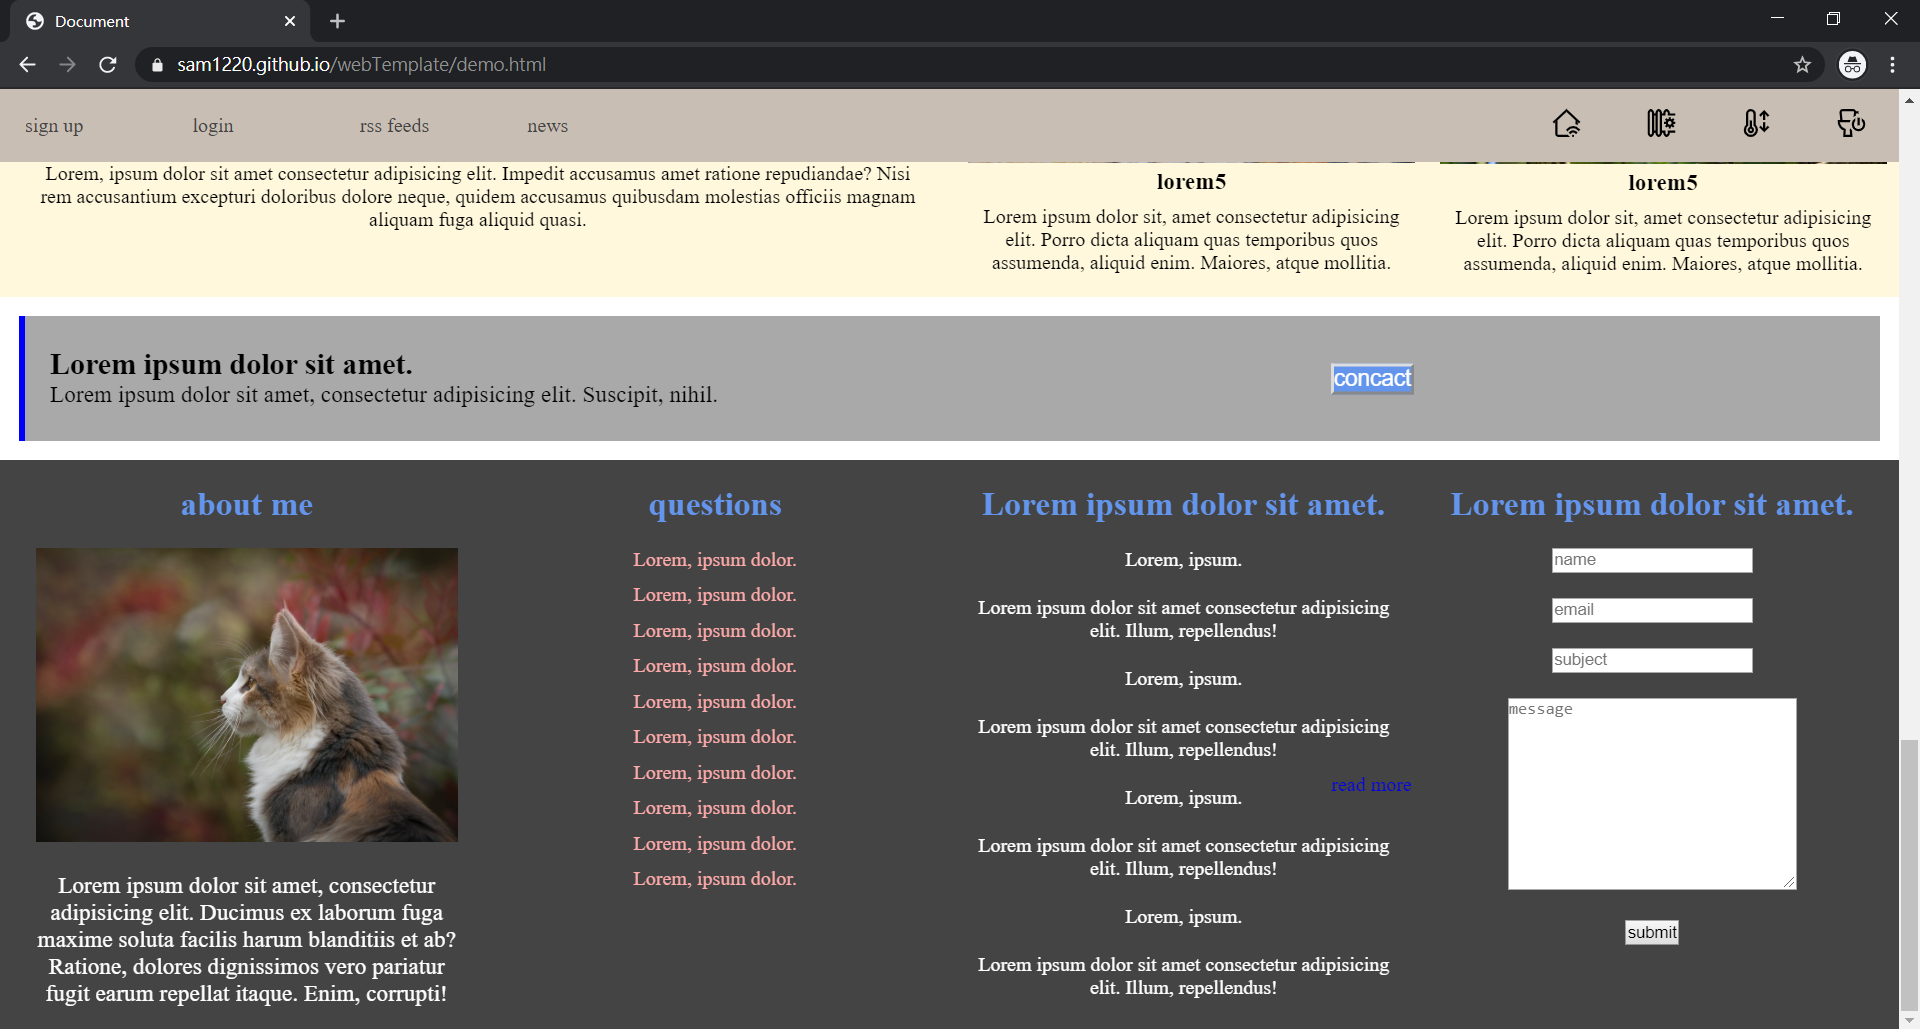 Document
sam1220.github.io/webTemplate/demo.html
sign up
login
rss feeds
news
Lorem, ipsum dolor sit amet consectetur adipisicing elit. Impedit accusamus amet ratione repudiandae? Nisi
rem accusantium excepturi doloribus dolore neque, quidem accusamus quibusdam molestias officiis magnam
aliquam fuga aliquid quasi.
lorem5
Lorem ipsum dolor sit, amet consectetur adipisicing
elit. Porro dicta aliquam quas temporibus quos
assumenda, aliquid enim. Maiores, atque mollitia.
lorem5
Lorem ipsum dolor sit, amet consectetur adipisicing
elit. Porro dicta aliquam quas temporibus quos
assumenda, aliquid enim. Maiores, atque mollitia.
Lorem ipsum dolor sit amet.
Lorem ipsum dolor sit amet, consectetur adipisicing elit. Suscipit, nihil.
concact
about me
Lorem ipsum dolor sit amet, consectetur
adipisicing elit. Ducimus ex laborum fuga
maxime soluta facilis harum blanditiis et ab?
Ratione, dolores dignissimos vero pariatur
fugit earum repellat itaque. Enim, corrupti!
questions
Lorem, ipsum dolor.
Lorem, ipsum dolor.
Lorem, ipsum dolor.
Lorem, ipsum dolor.
Lorem, ipsum dolor.
Lorem, ipsum dolor.
Lorem, ipsum dolor.
Lorem, ipsum dolor.
Lorem, ipsum dolor.
Lorem, ipsum dolor.
Lorem ipsum dolor sit amet.
Lorem, ipsum.
Lorem ipsum dolor sit amet consectetur adipisicing
elit. Illum, repellendus!
Lorem, ipsum.
Lorem ipsum dolor sit amet consectetur adipisicing
elit. Illum, repellendus!
read more
Lorem, ipsum.
Lorem ipsum dolor sit amet consectetur adipisicing
elit. Illum, repellendus!
Lorem, ipsum.
Lorem ipsum dolor sit amet consectetur adipisicing
elit. Illum, repellendus!
Lorem ipsum dolor sit amet.
name
email
subject
message
submit